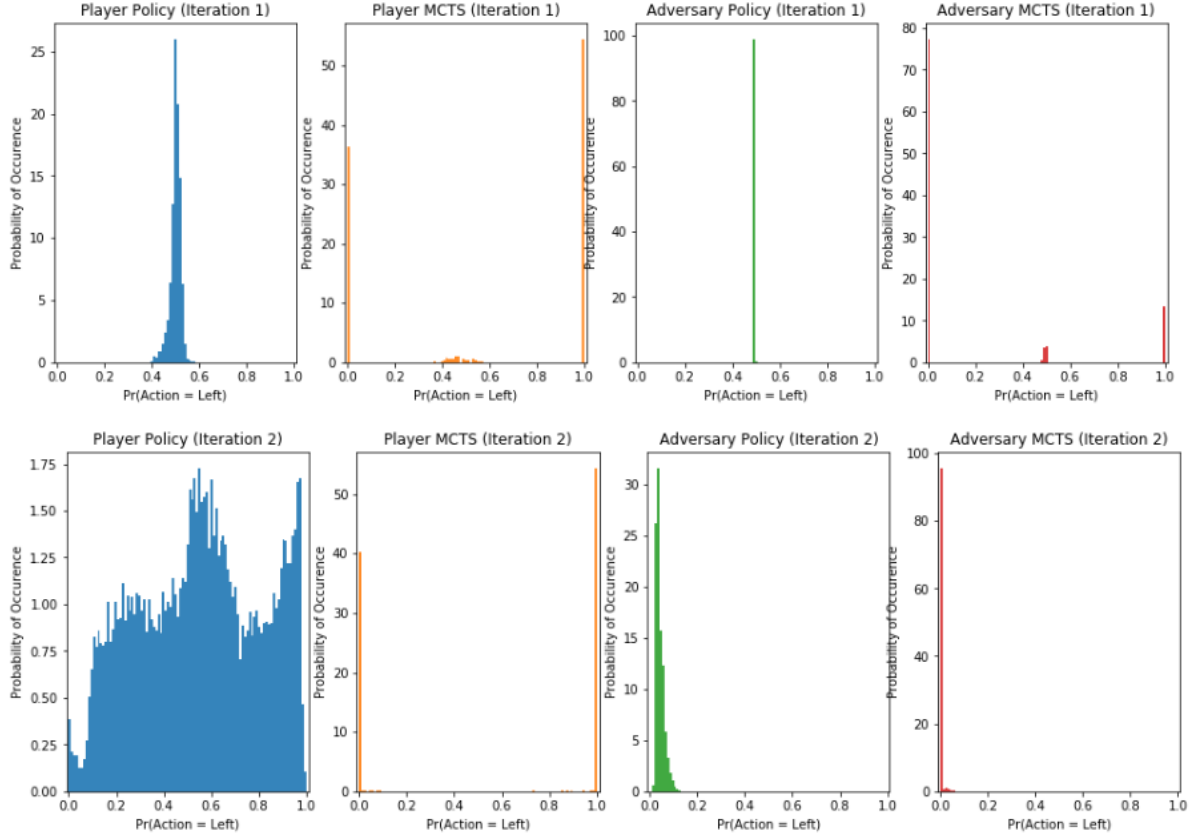 Player Policy (Iteration 1)
Player MCTS (Iteration 1)
Adversary Policy (Iteration 1)
Adversary MCTS (Iteration 1)
Probability of Occurence
25
20
15
10
5
0
0.0 0.2 0.4 0.6 0.8 1.0
Pr(Action = Left)
Probability of Occurence
50
40
30
20
10
0
0.0 0.2 0.4 0.6 0.8 1.0
Pr(Action = Left)
Probability of Occurence
100
80
60
40
20
0
0.0 0.2 0.4 0.6 0.8 1.0
Pr(Action = Left)
Probability of Occurence
80
70
60
50
40
30
20
10
0
0.0 0.2 0.4 0.6 0.8 1.0
Pr(Action = Left)
Player Policy (Iteration 2)
Player MCTS (Iteration 2)
Adversary Policy (Iteration 2)
Adversary MCTS (Iteration 2)
Probability of Occurence
1.75
1.50
1.25
1.00
0.75
0.50
0.25
0.00
0.0 0.2 0.4 0.6 0.8 1.0
Pr(Action = Left)
Probability of Occurence
50
40
30
20
10
0
0.0 0.2 0.4 0.6 0.8 1.0
Pr(Action = Left)
Probability of Occurence
30
25
20
15
10
5
0
0.0 0.2 0.4 0.6 0.8 1.0
Pr(Action = Left)
Probability of Occurence
100
80
60
40
20
0
0.0 0.2 0.4 0.6 0.8 1.0
Pr(Action = Left)